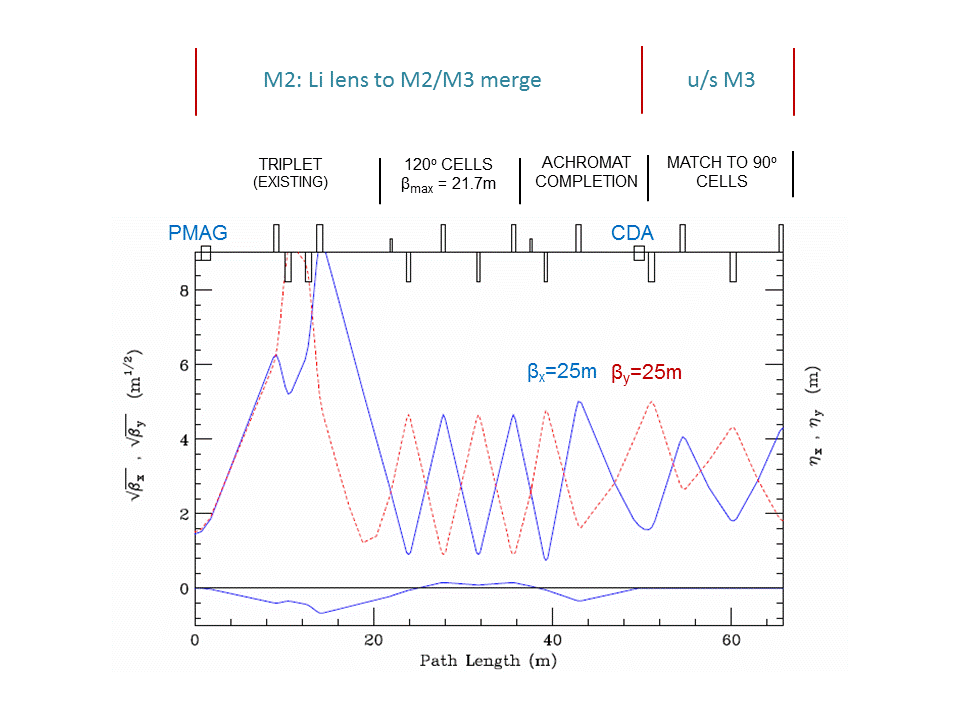 M2: Li lens to M2/M3 merge
u/s M3
TRIPLET
(EXISTING)
120o CELLS
βmax = 21.7m
ACHROMAT
COMPLETION
MATCH TO 90o
CELLS
PMAG
CDA
8
6
4
2
0
βx=25m
βy=25m
√βx , √βy (m1/2)
ηx , ηy (m)
0
20
40
60
Path Length (m)